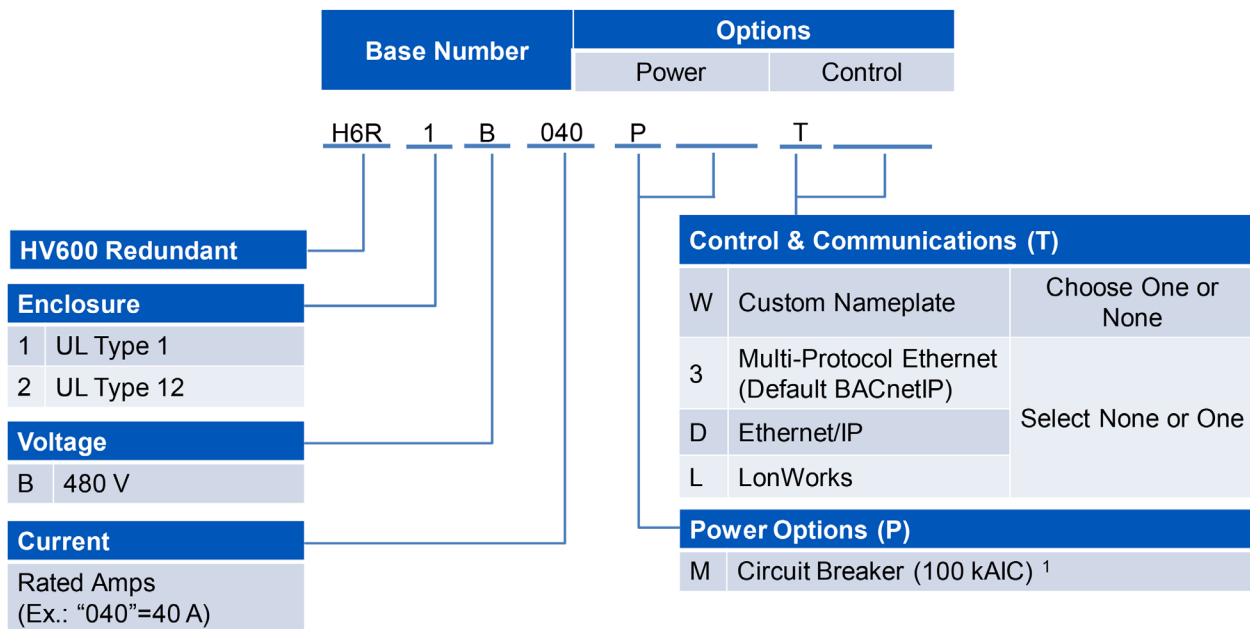 Base Number
Options
Power
Control
H6R 1 B 040 P T
HV600 Redundant
Enclosure
1 UL Type 1
2 UL Type 12
Voltage
B 480 V
Current
Rated Amps
(Ex.: “040”=40 A)
Control & Communications (T)
W Custom Nameplate
Choose One or
None
3 Multi-Protocol Ethernet
(Default BACnetIP)
D Ethernet/IP
L LonWorks
Select None or One
Power Options (P)
M Circuit Breaker (100 kAIC) 1